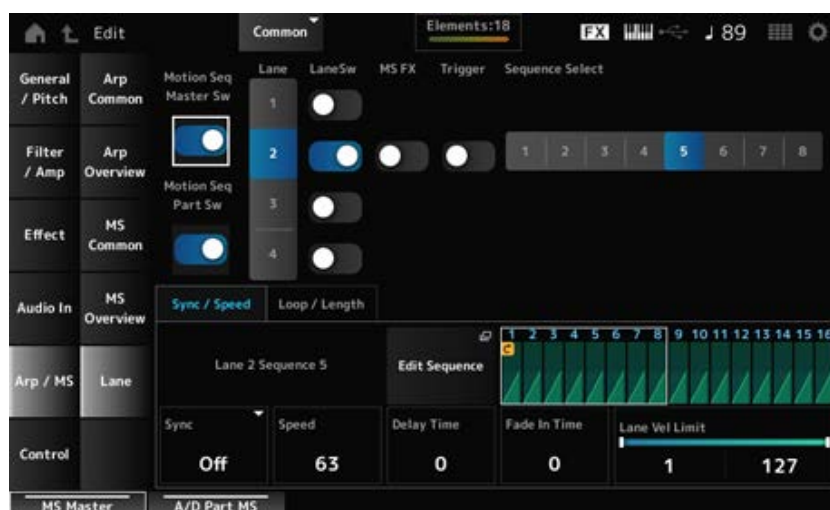 Edit Common Elements:18 FX 89
General / Pitch
Arp Common
Motion Seq Master Sw
Lane LaneSw MS FX Trigger Sequence Select
1
Filter / Amp
Arp Overview
2 1 2 3 4 5 6 7 8
Motion Seq Part Sw
3
Effect
MS Common
4
Audio In
MS Overview
Sync / Speed Loop / Length
1 2 3 4 5 6 7 8 9 10 11 12 13 14 15 16
C
Lane 2 Sequence 5 Edit Sequence
Arp / MS Lane
Sync Speed Delay Time Fade In Time Lane Vel Limit
Control
Off 63 0 0 1 127
MS Master A/D Part MS